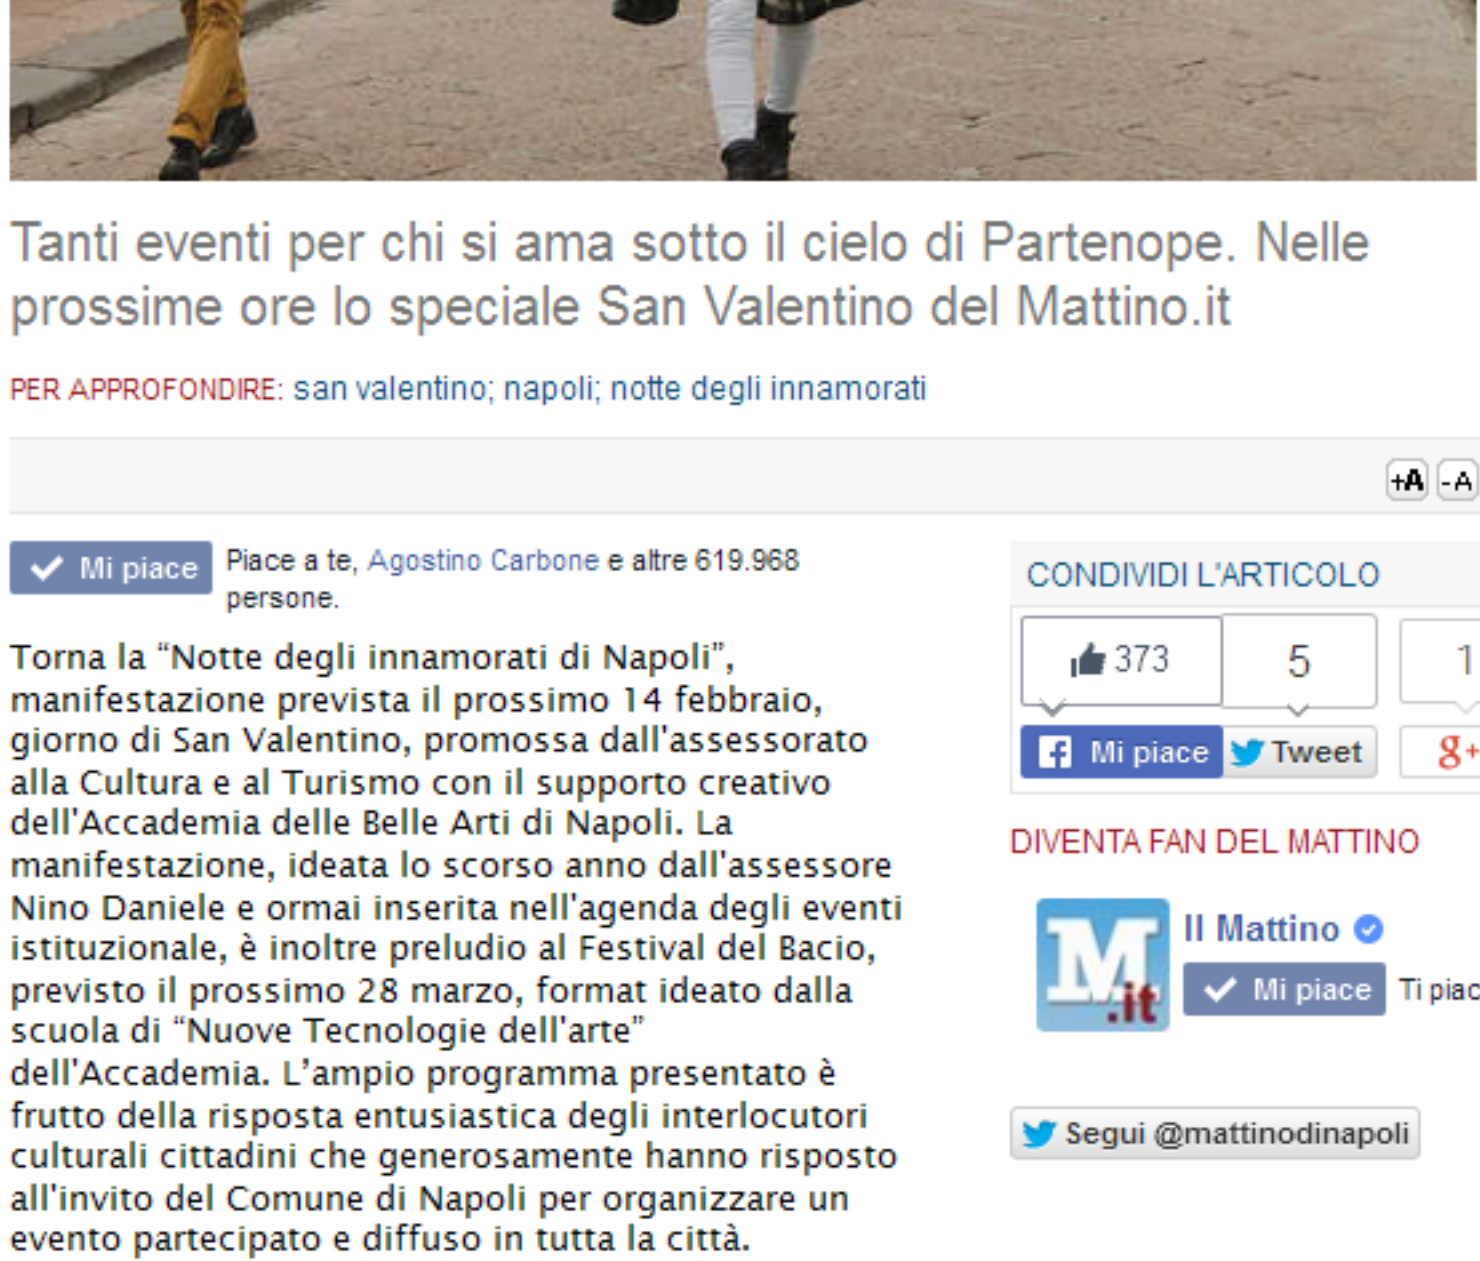 Tanti eventi per chi si ama sotto il cielo di Partenope. Nelle
prossime ore lo speciale San Valentino del Mattino.it
PER APPROFONDIRE: san valentino; napoli; notte degli innamorati
+A -A
Mi piace
Piace a te, Agostino Carbone e altre 619.968
persone.
Torna la “Notte degli innamorati di Napoli”,
manifestazione prevista il prossimo 14 febbraio,
giorno di San Valentino, promossa dall'assessorato
alla Cultura e al Turismo con il supporto creativo
dell'Accademia delle Belle Arti di Napoli. La
manifestazione, ideata lo scorso anno dall'assessore
Nino Daniele e ormai inserita nell'agenda degli eventi
istituzionale, è inoltre preludio al Festival del Bacio,
previsto il prossimo 28 marzo, format ideato dalla
scuola di “Nuove Tecnologie dell'arte”
dell'Accademia. L’ampio programma presentato è
frutto della risposta entusiastica degli interlocutori
culturali cittadini che generosamente hanno risposto
all'invito del Comune di Napoli per organizzare un
evento partecipato e diffuso in tutta la città.
CONDIVIDI L'ARTICOLO
373 5 1
Mi piace Tweet g+
DIVENTA FAN DEL MATTINO
M.it
Il Mattino
Mi piace Ti piac
Segui @mattinodinapoli